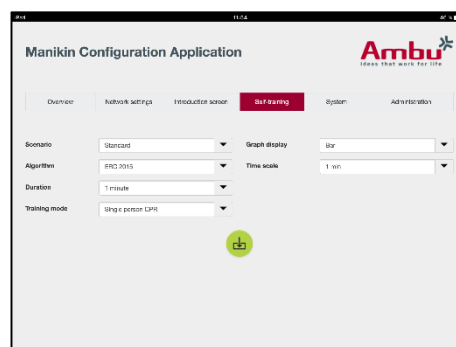 iPad 11:04
Manikin Configuration Application
Ambu
Ideas that work for life
Overview Network settings Introduction screen Self-training System Administration
Scenario Standard Graph display Bar
Algorithm ERC 2015 Time scale 1 min
Duration 1 minute
Training mode Single person CPR